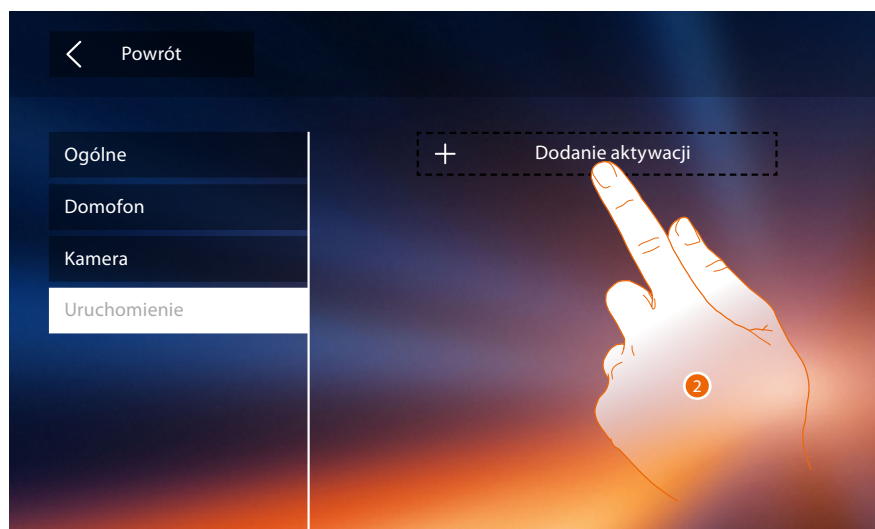 Powrót
Ogólne
Domofon
Kamera
Uruchomienie
Dodanie aktywacji
2